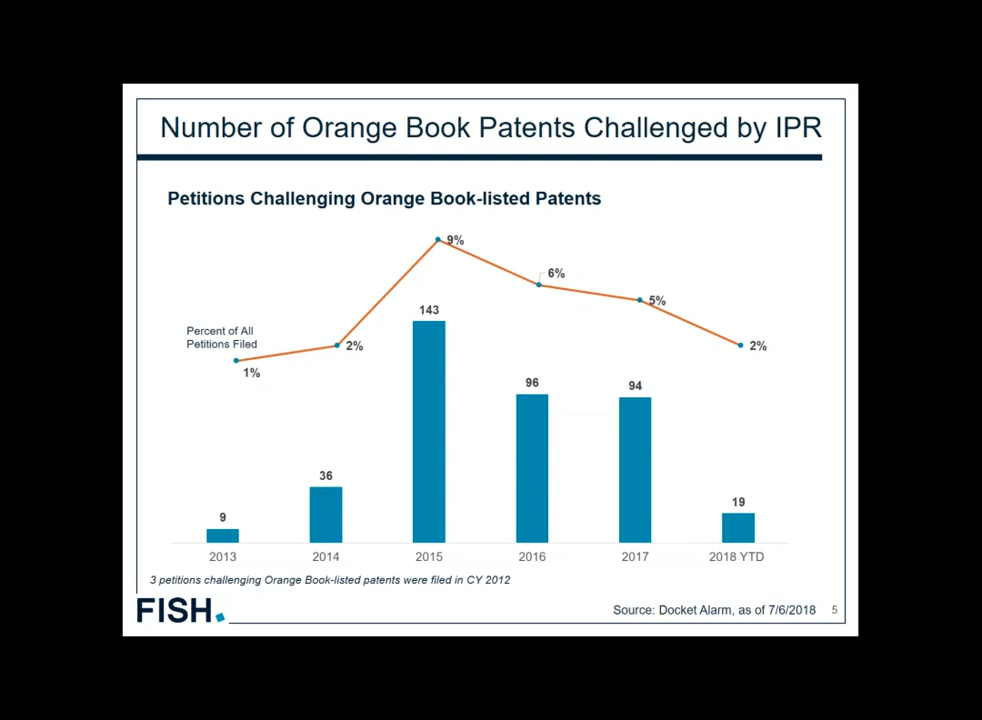 Number of Orange Book Patents Challenged by IPR
Petitions Challenging Orange Book-listed Patents
9%
6%
5%
143
Percent of All
Petitions Filed
2%
2%
1%
96
94
36
19
9
2013
2014
2015
2016
2017
2018 YTD
3 petitions challenging Orange Book-listed patents were filed in CY 2012
FISH.
Source: Docket Alarm, as of 7/6/2018
5